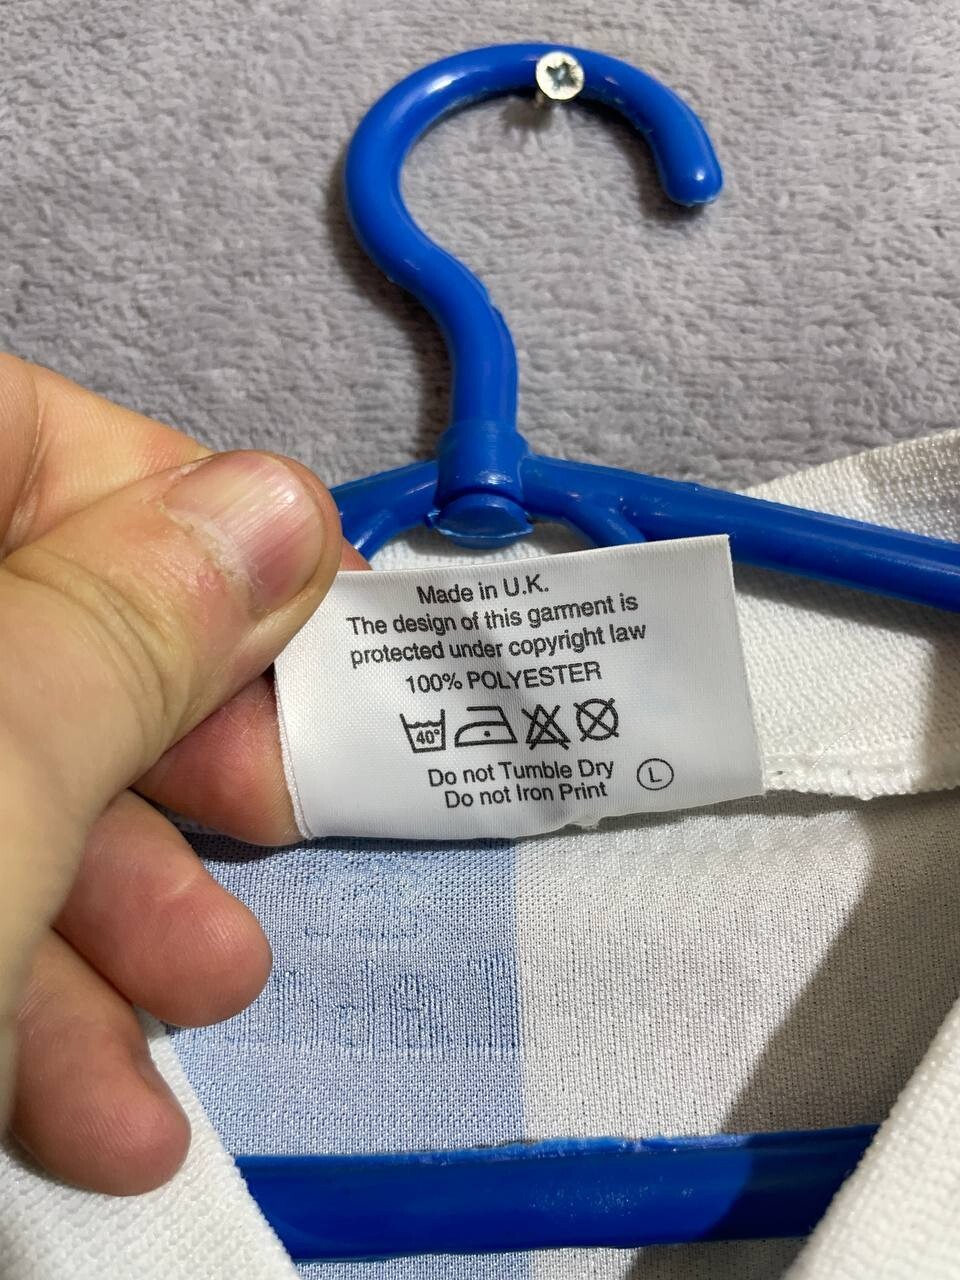 Made in U.K.
The design of this garment is
protected under copyright law
100% POLYESTER
40°
Do not Tumble Dry
Do not Iron Print
L